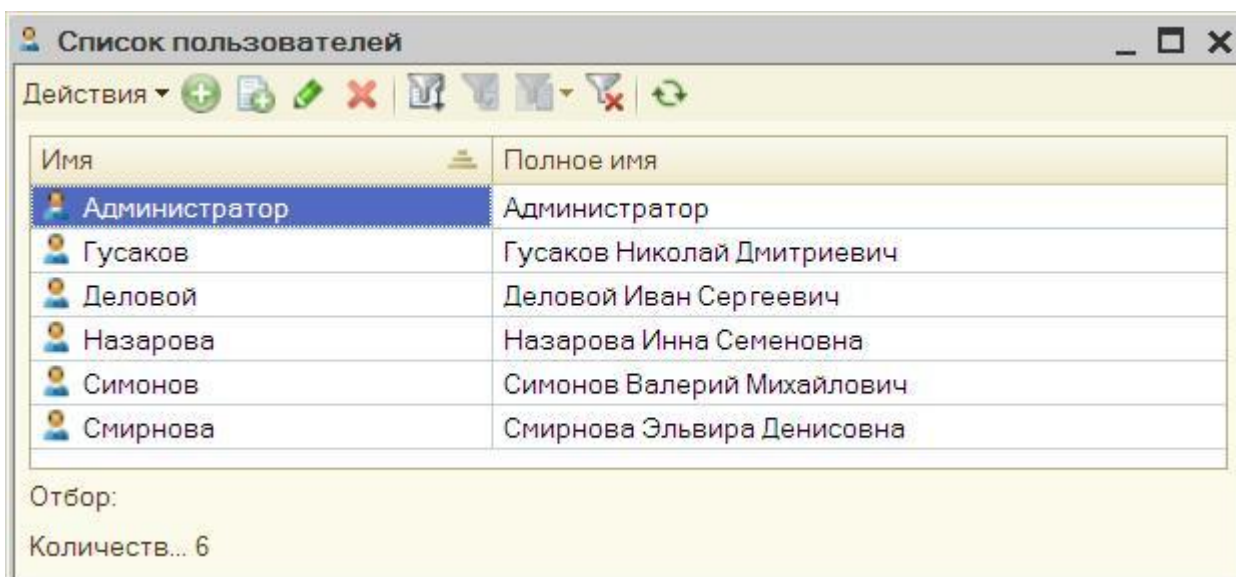 Список пользователей
Действия
Имя Полное имя
Администратор Администратор
Гусаков Гусаков Николай Дмитриевич
Деловой Деловой Иван Сергеевич
Назарова Назарова Инна Семеновна
Симонов Симонов Валерий Михайлович
Смирнова Смирнова Эльвира Денисовна
Отбор:
Количеств... 6